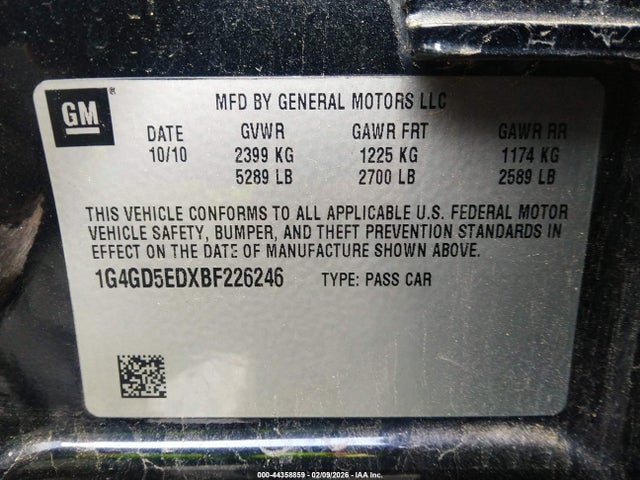 GM ®
MFD BY GENERAL MOTORS LLC
DATE GVWR GAWR FRT GAWR RR
10/10 2399 KG 1225 KG 1174 KG
5289 LB 2700 LB 2589 LB
THIS VEHICLE CONFORMS TO ALL APPLICABLE U.S. FEDERAL MOTOR
VEHICLE SAFETY, BUMPER, AND THEFT PREVENTION STANDARDS IN
EFFECT ON THE DATE OF MANUFACTURE SHOWN ABOVE.
1G4GD5EDXBF226246 TYPE: PASS CAR
000-44358859 - 02/09/2026 - IAA Inc.